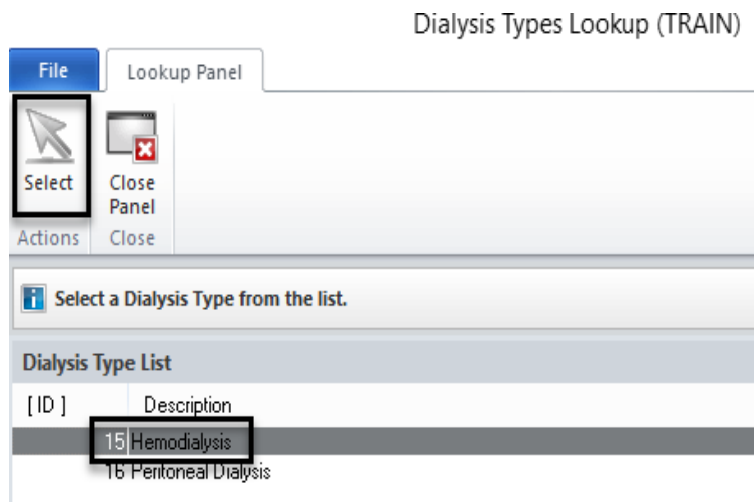 Dialysis Types Lookup (TRAIN)
File Lookup Panel
Select Close Panel
Actions Close
Select a Dialysis Type from the list.
Dialysis Type List
[ ID ] Description
15 Hemodialysis
16 Peritoneal Dialysis